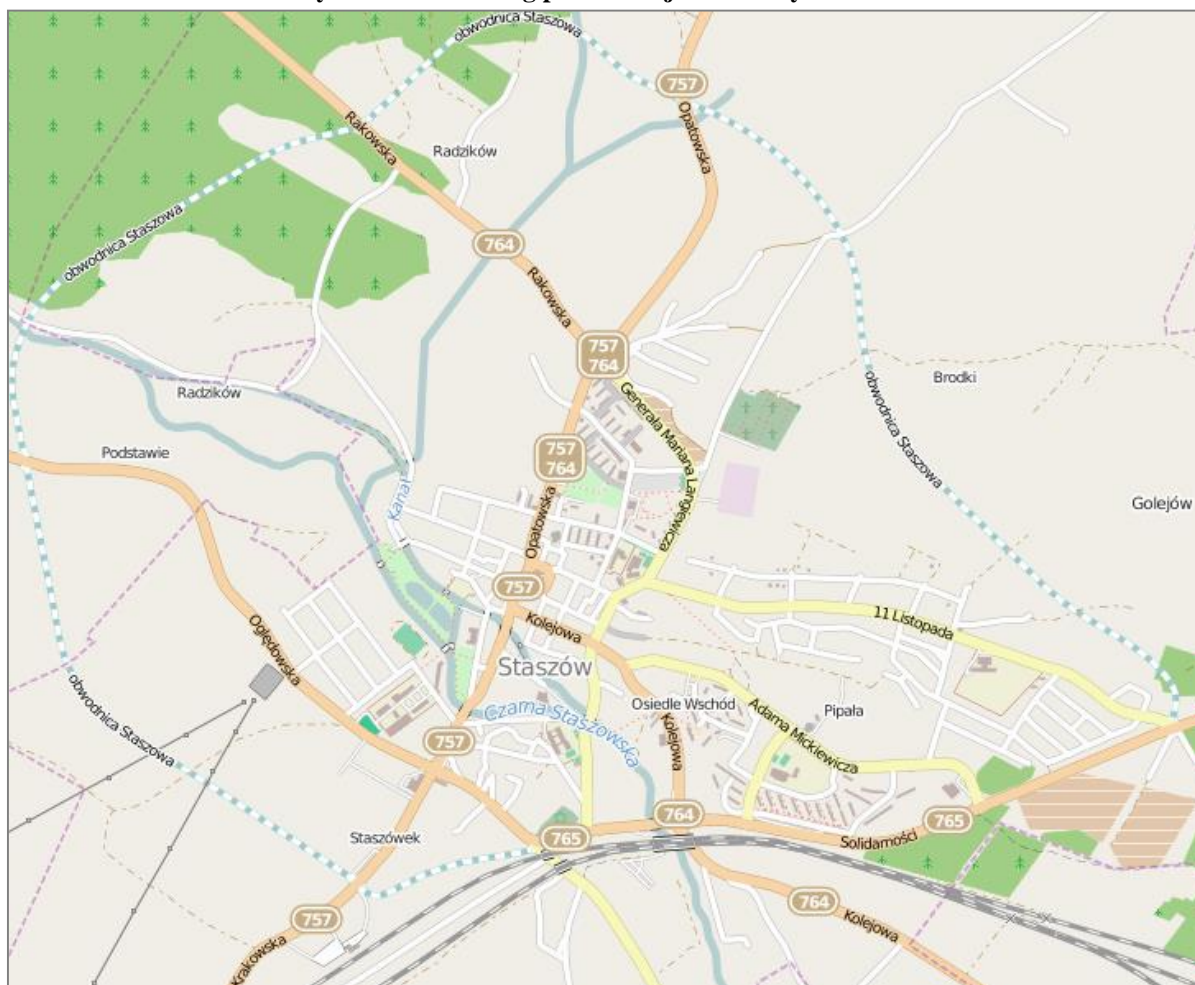 obwodnica Staszowa
757
Rakowska
Opatowska
Radzików
obwodnica Staszowa
764
Rakowska
757
764
Radzików
Brodki
Generała Mariana Langiewicza
obwodnica Staszowa
Podstawie
757
764
Kanał
Golejów
Opatowska
757
11 Listopada
Kolejowa
Oględowska
Staszów
obwodnica Staszowa
Osiedle Wschód
Pipała
Czarna Staszowska
Adama Mickiewicza
Kolejowa
757
764
765
Staszówek
765
Solidarności
757
764
Kolejowa
Krakowska